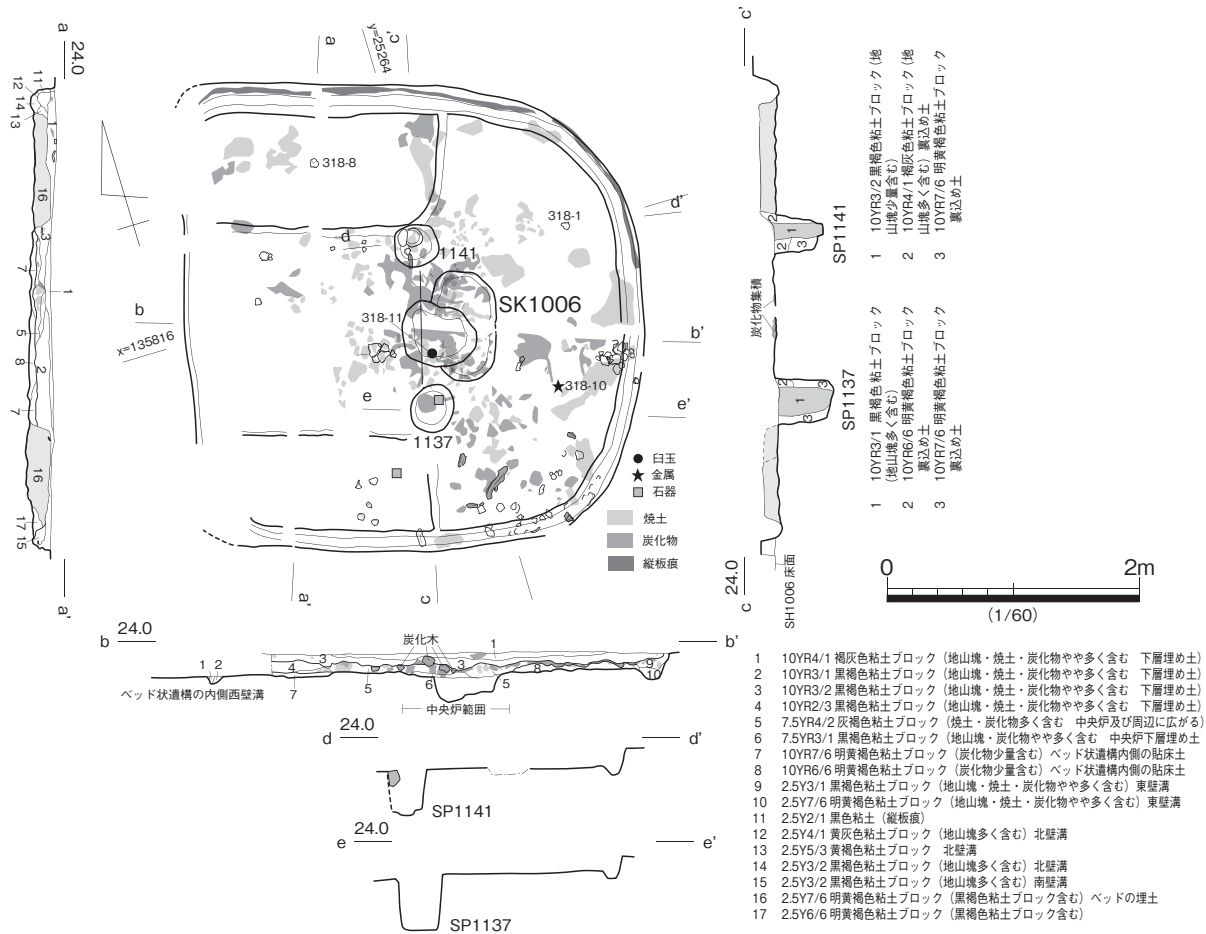 a
24.0
11
12
14
13
1
16
3
7
1
5
8
2
7
16
17
15
a'
a
c'
y=25264
318-8
318-1
d
d'
1141
SK1006
318-11
b
b'
x=135816
318-10
e
e'
1137
臼玉
金属
石器
焼土
炭化物
縦板痕
a'
c
c'
2
1
2
3
SP1141
炭化物集積
2
3
1
3
SP1137
24.0
c
SH1006 床面
1 10YR3/2 黒褐色粘土ブロック（地
山塊少量含む）
2 10YR4/1 褐灰色粘土ブロック（地
山塊多く含む）裏込め土
3 10YR7/6 明黄褐色粘土ブロック
裏込め土
1 10YR3/1 黒褐色粘土ブロック
（地山塊多く含む）
2 10YR6/6 明黄褐色粘土ブロック
裏込め土
3 10YR7/6 明黄褐色粘土ブロック
裏込め土
0 2m
(1/60)
b 24.0
炭化木
1
b'
1 2
3
4
3
8
9
10
7
5
6
5
ベッド状遺構の内側西壁溝
中央炉範囲
d 24.0
d'
SP1141
e 24.0
e'
SP1137
1 10YR4/1 褐灰色粘土ブロック（地山塊・焼土・炭化物やや多く含む 下層埋め土）
2 10YR3/1 黒褐色粘土ブロック（地山塊・焼土・炭化物やや多く含む 下層埋め土）
3 10YR3/2 黒褐色粘土ブロック（地山塊・焼土・炭化物やや多く含む 下層埋め土）
4 10YR2/3 黒褐色粘土ブロック（地山塊・焼土・炭化物やや多く含む 下層埋め土）
5 7.5YR4/2 灰褐色粘土ブロック（焼土・炭化物多く含む 中央炉及び周辺に広がる）
6 7.5YR3/1 黒褐色粘土ブロック（地山塊・炭化物やや多く含む 中央炉下層埋め土
7 10YR7/6 明黄褐色粘土ブロック（炭化物少量含む）ベッド状遺構内側の貼床土
8 10YR6/6 明黄褐色粘土ブロック（炭化物少量含む）ベッド状遺構内側の貼床土
9 2.5Y3/1 黒褐色粘土ブロック（地山塊・焼土・炭化物やや多く含む）東壁溝
10 2.5Y7/6 明黄褐色粘土ブロック（地山塊・焼土・炭化物やや多く含む）東壁溝
11 2.5Y2/1 黒色粘土（縦板痕）
12 2.5Y4/1 黄灰色粘土ブロック（地山塊多く含む）北壁溝
13 2.5Y5/3 黄褐色粘土ブロック 北壁溝
14 2.5Y3/2 黒褐色粘土ブロック（地山塊多く含む）北壁溝
15 2.5Y3/2 黒褐色粘土ブロック（地山塊多く含む）南壁溝
16 2.5Y7/6 明黄褐色粘土ブロック（黒褐色粘土ブロック含む）ベッドの埋土
17 2.5Y6/6 明黄褐色粘土ブロック（黒褐色粘土ブロック含む）